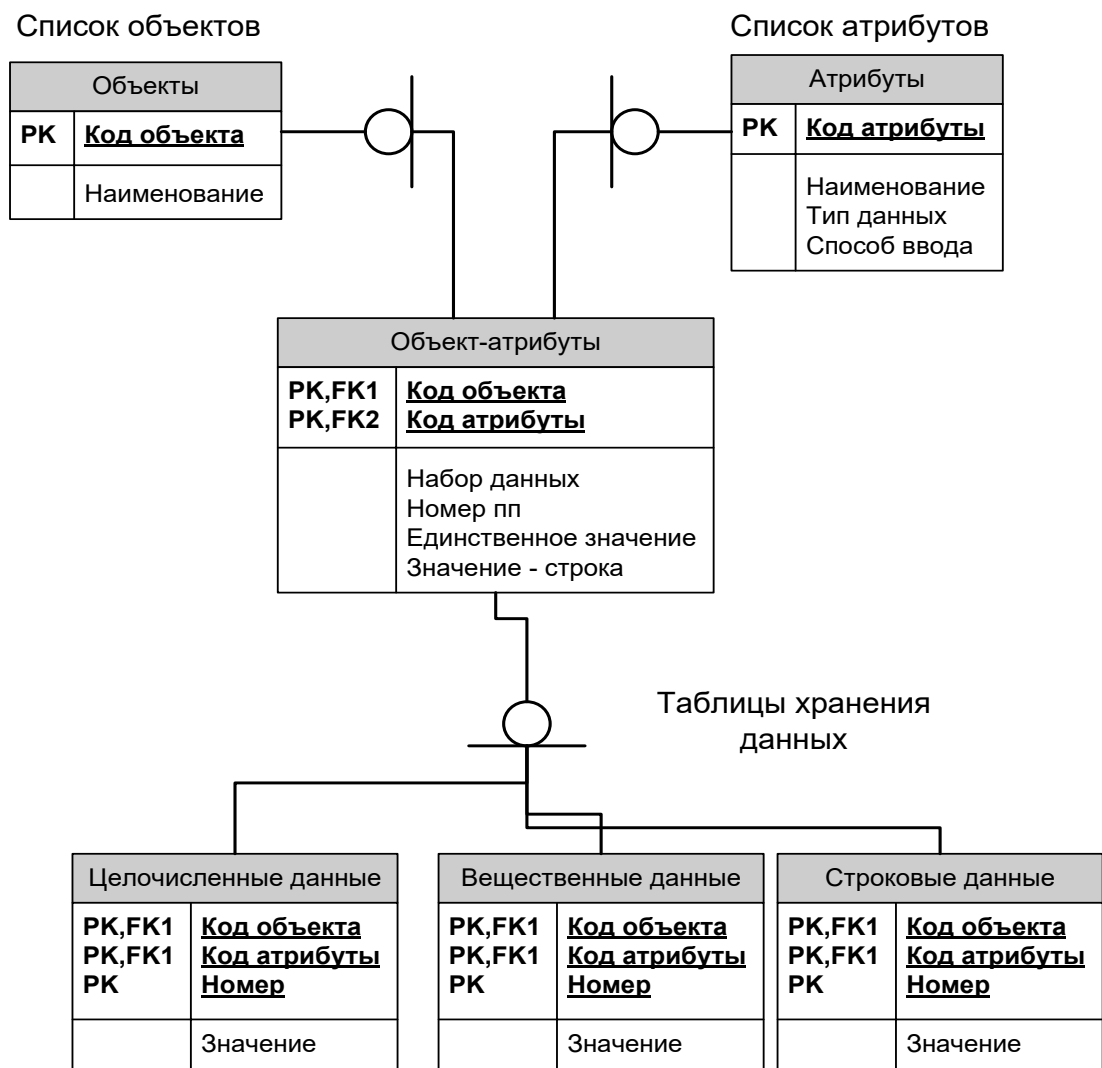 Список объектов
Список атрибутов
Объекты
PK Код объекта
Наименование
Атрибуты
PK Код атрибуты
Наименование
Тип данных
Способ ввода
Объект-атрибуты
PK,FK1 Код объекта
PK,FK2 Код атрибуты
Набор данных
Номер пп
Единственное значение
Значение - строка
Таблицы хранения
данных
Целочисленные данные
PK,FK1 Код объекта
PK,FK1 Код атрибуты
PK Номер
Значение
Вещественные данные
PK,FK1 Код объекта
PK,FK1 Код атрибуты
PK Номер
Значение
Строковые данные
PK,FK1 Код объекта
PK,FK1 Код атрибуты
PK Номер
Значение